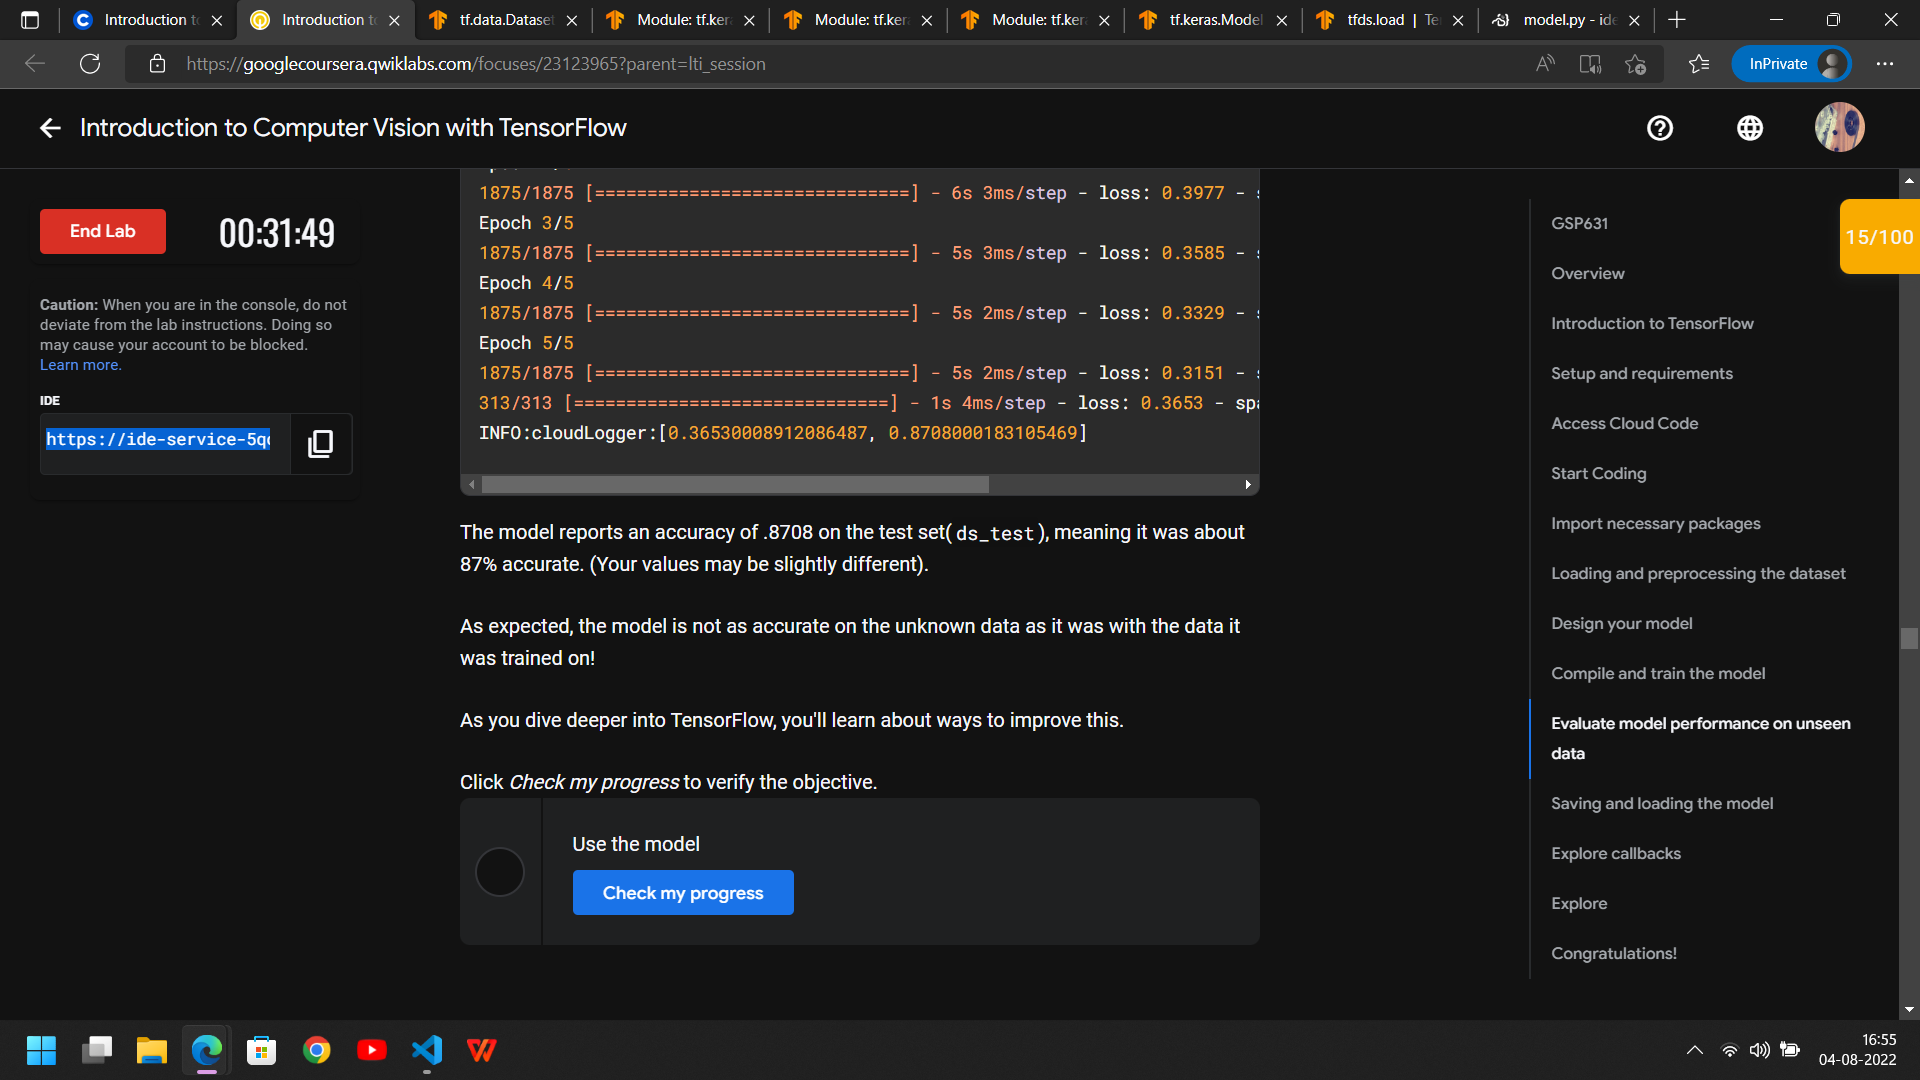 Introduction to
Introduction to
tf.data.Dataset
Module: tf.kera
Module: tf.kera
Module: tf.kera
tf.keras.Model
tfds.load | Te
model.py - ide
https://googlecoursera.qwiklabs.com/focuses/23123965?parent=lti_session
InPrivate
Introduction to Computer Vision with TensorFlow
End Lab
00:31:49
Caution: When you are in the console, do not
deviate from the lab instructions. Doing so
may cause your account to be blocked.
Learn more.
IDE
https://ide-service-5q
1875/1875 [==============================] - 6s 3ms/step - loss: 0.3977 - s
Epoch 3/5
1875/1875 [==============================] - 5s 3ms/step - loss: 0.3585 - s
Epoch 4/5
1875/1875 [==============================] - 5s 2ms/step - loss: 0.3329 - s
Epoch 5/5
1875/1875 [==============================] - 5s 2ms/step - loss: 0.3151 - s
313/313 [==============================] - 1s 4ms/step - loss: 0.3653 - spa
INFO:cloudLogger:[0.36530008912086487, 0.8708000183105469]
The model reports an accuracy of .8708 on the test set(ds_test), meaning it was about
87% accurate. (Your values may be slightly different).
As expected, the model is not as accurate on the unknown data as it was with the data it
was trained on!
As you dive deeper into TensorFlow, you'll learn about ways to improve this.
Click Check my progress to verify the objective.
Use the model
Check my progress
GSP631
15/100
Overview
Introduction to TensorFlow
Setup and requirements
Access Cloud Code
Start Coding
Import necessary packages
Loading and preprocessing the dataset
Design your model
Compile and train the model
Evaluate model performance on unseen
data
Saving and loading the model
Explore callbacks
Explore
Congratulations!
16:55
04-08-2022